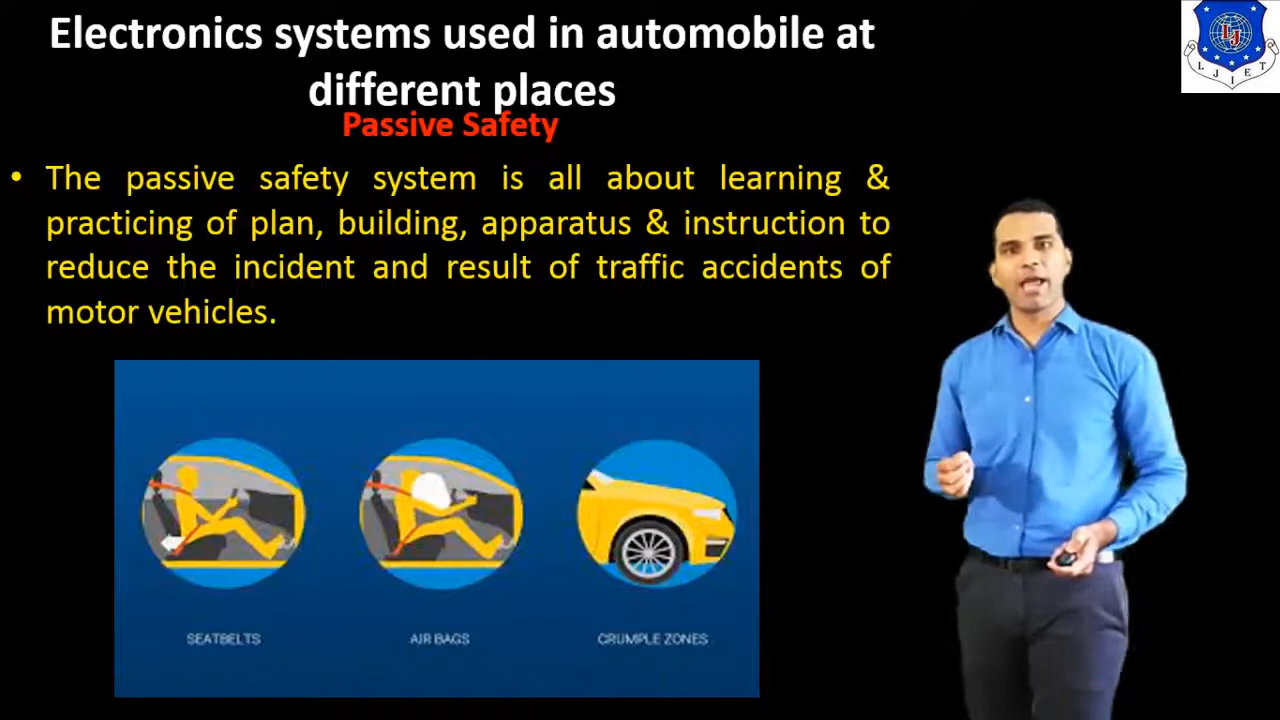 Electronics systems used in automobile at
different places
Passive Safety
• The passive safety system is all about learning &
practicing of plan, building, apparatus & instruction to
reduce the incident and result of traffic accidents of
motor vehicles.
SEATBELTS
AIR BAGS
CRUMPLE ZONES
LJ
LJIET